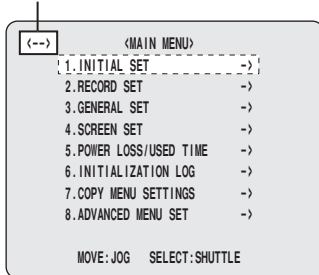 <-->
<MAIN MENU>
1.INITIAL SET ->
2.RECORD SET ->
3.GENERAL SET ->
4.SCREEN SET ->
5.POWER LOSS/USED TIME ->
6.INITIALIZATION LOG ->
7.COPY MENU SETTINGS ->
8.ADVANCED MENU SET ->
MOVE:JOG SELECT:SHUTTLE